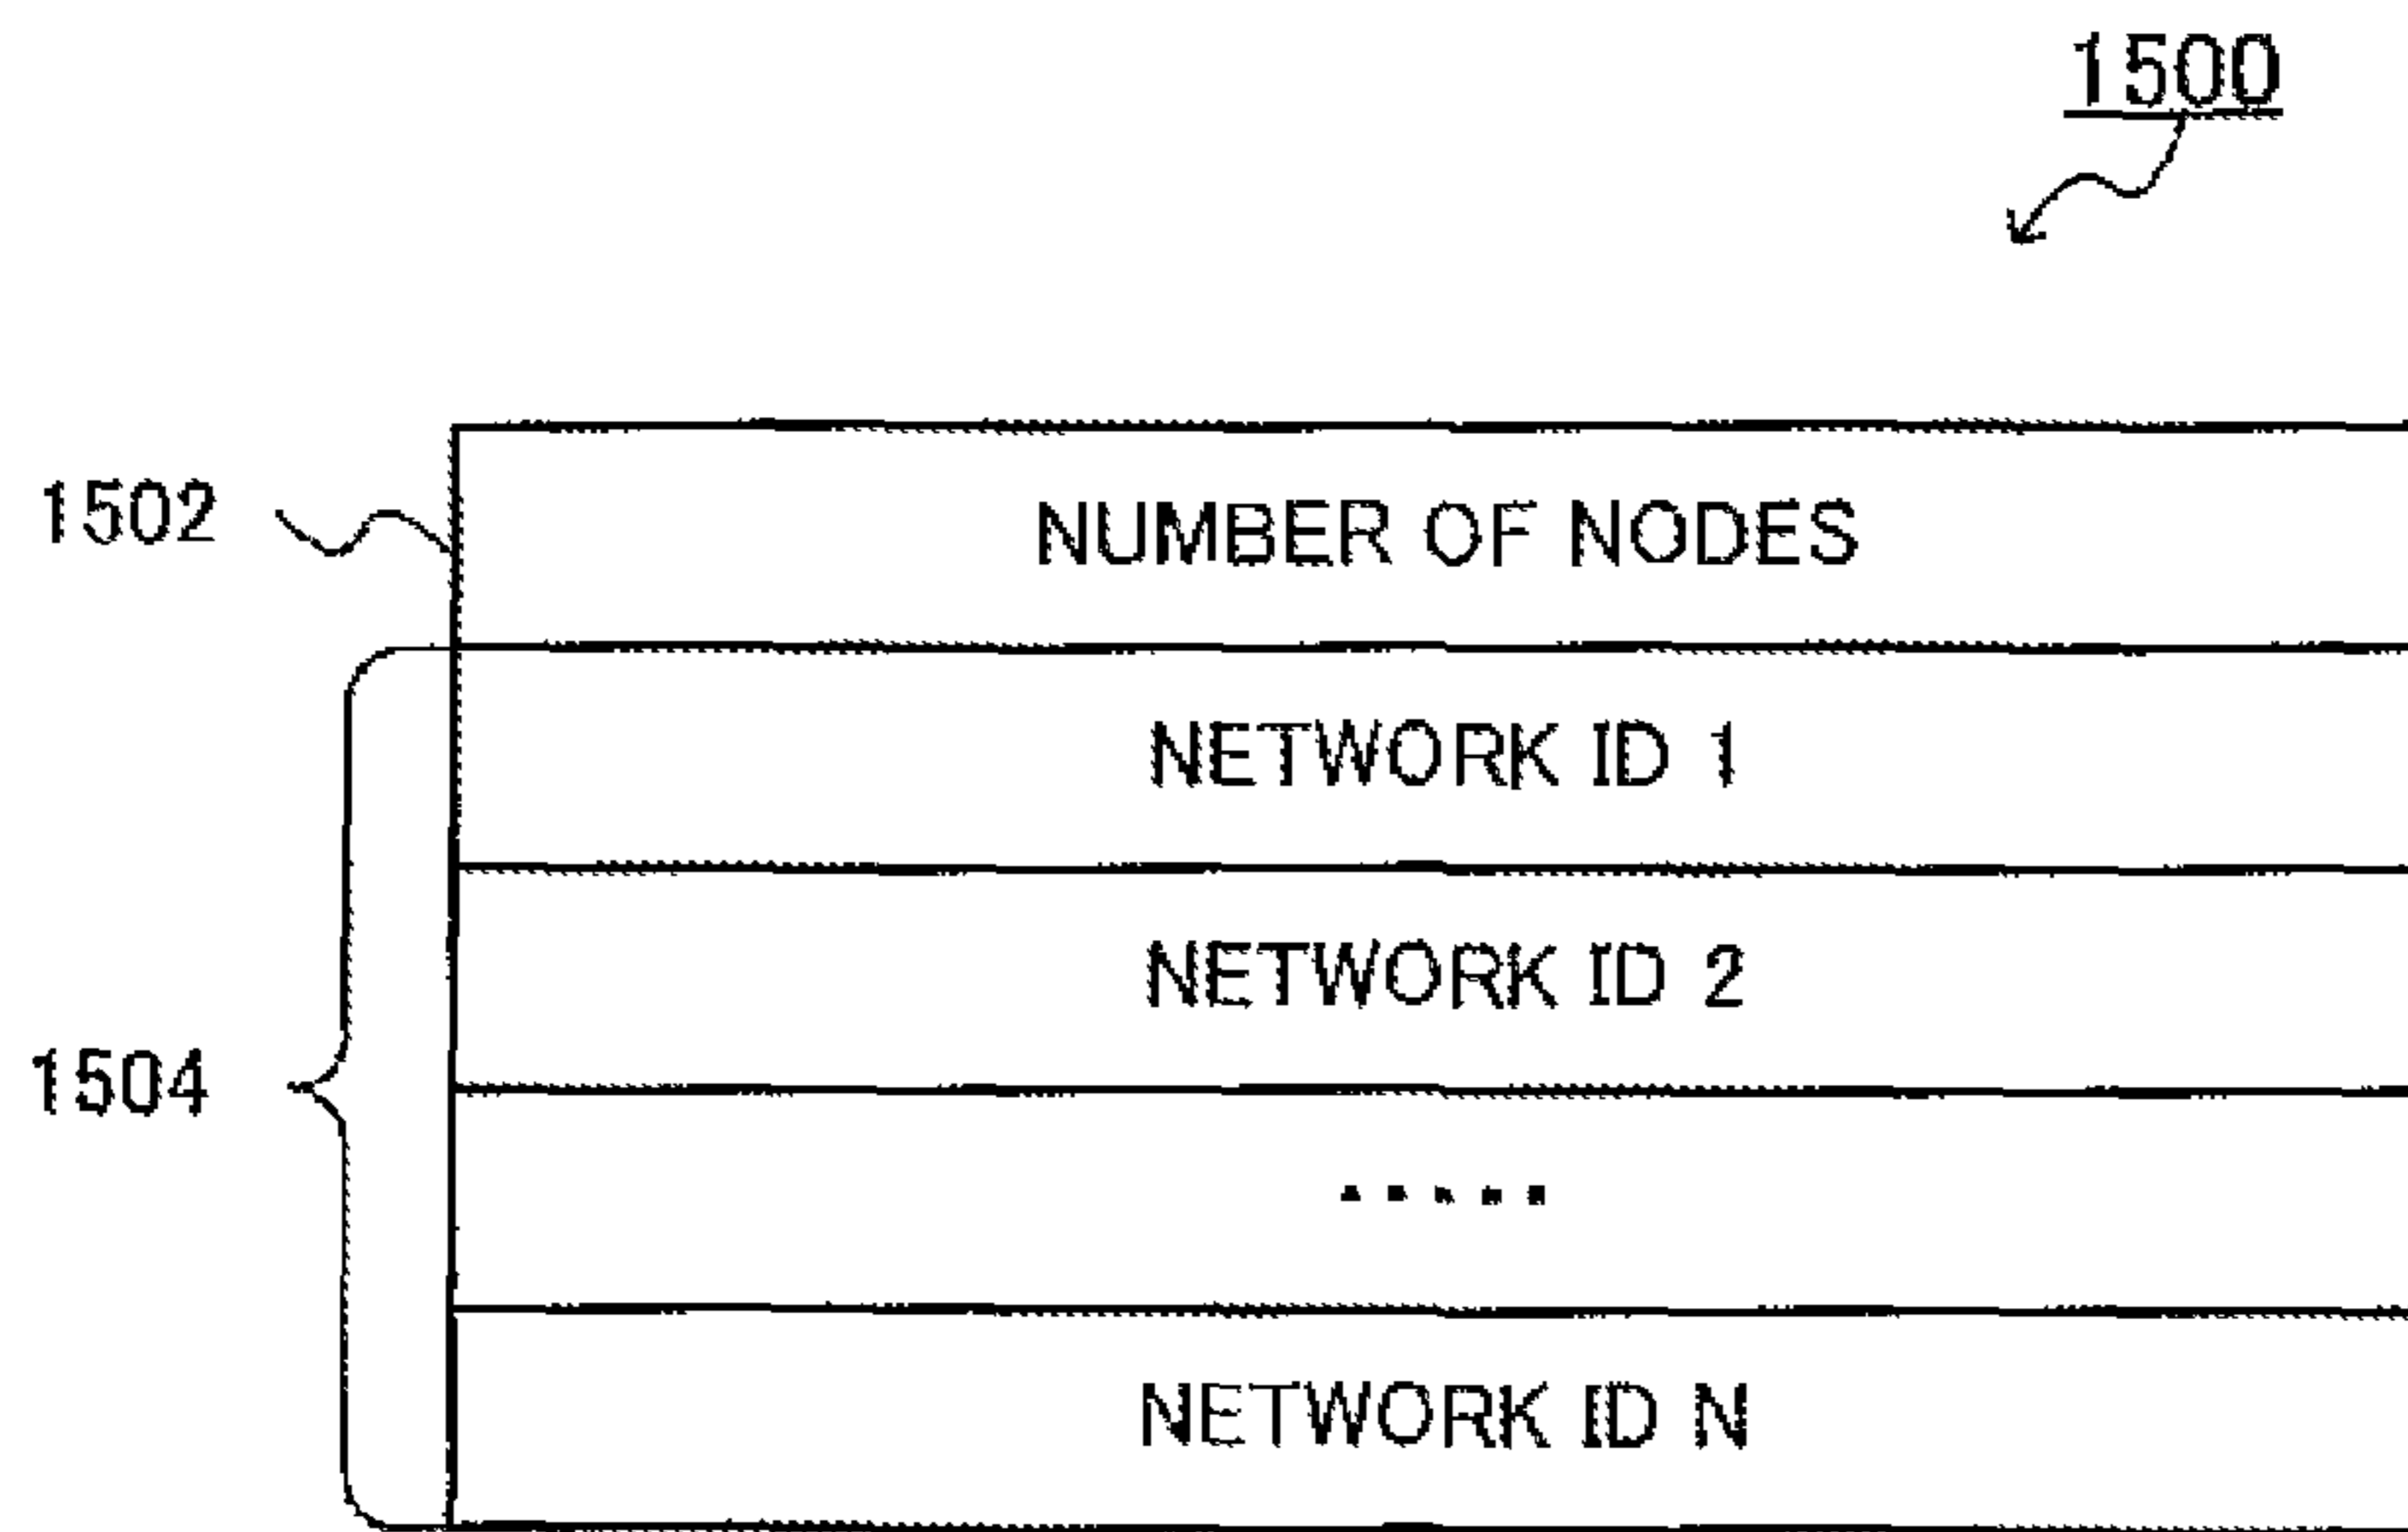 1500
1502 NUMBER OF NODES
NETWORK ID 1
NETWORK ID 2
1504
.....
NETWORK ID N